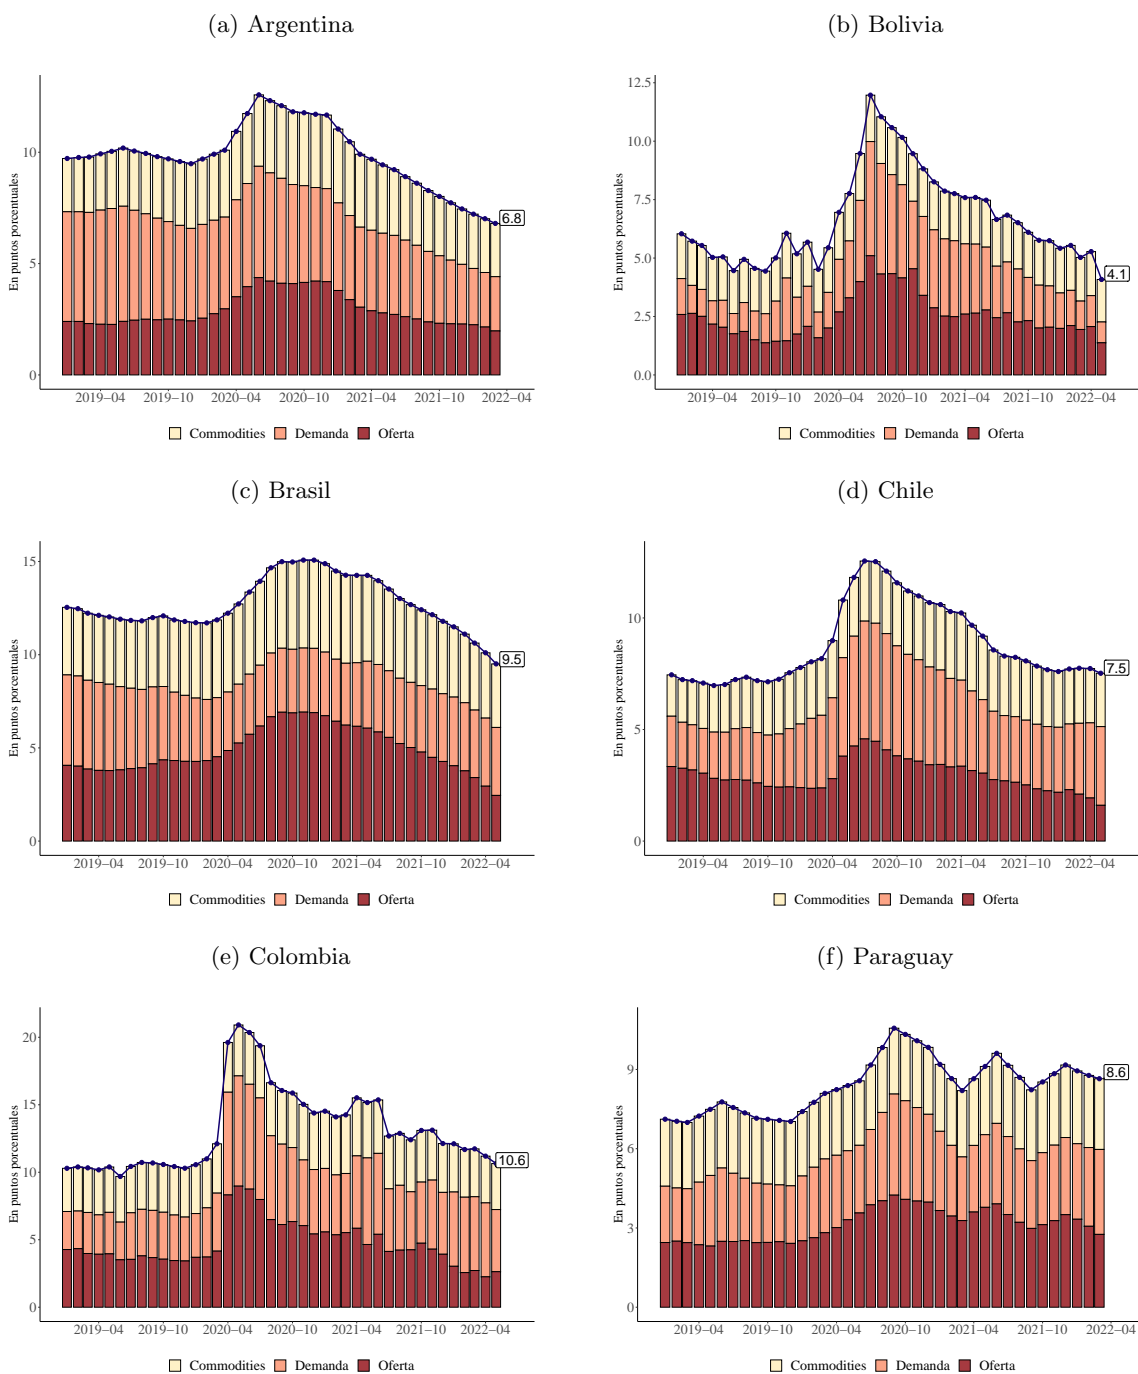 (a) Argentina
En puntos porcentuales
10
5
0
6.8
2019−04 2019−10 2020−04 2020−10 2021−04 2021−10 2022−04
Commodities Demanda Oferta
(b) Bolivia
En puntos porcentuales
12.5
10.0
7.5
5.0
2.5
0.0
4.1
2019−04 2019−10 2020−04 2020−10 2021−04 2021−10 2022−04
Commodities Demanda Oferta
(c) Brasil
En puntos porcentuales
15
10
5
0
9.5
2019−04 2019−10 2020−04 2020−10 2021−04 2021−10 2022−04
Commodities Demanda Oferta
(d) Chile
En puntos porcentuales
10
5
0
7.5
2019−04 2019−10 2020−04 2020−10 2021−04 2021−10 2022−04
Commodities Demanda Oferta
(e) Colombia
En puntos porcentuales
20
15
10
5
0
10.6
2019−04 2019−10 2020−04 2020−10 2021−04 2021−10 2022−04
Commodities Demanda Oferta
(f) Paraguay
En puntos porcentuales
9
6
3
0
8.6
2019−04 2019−10 2020−04 2020−10 2021−04 2021−10 2022−04
Commodities Demanda Oferta